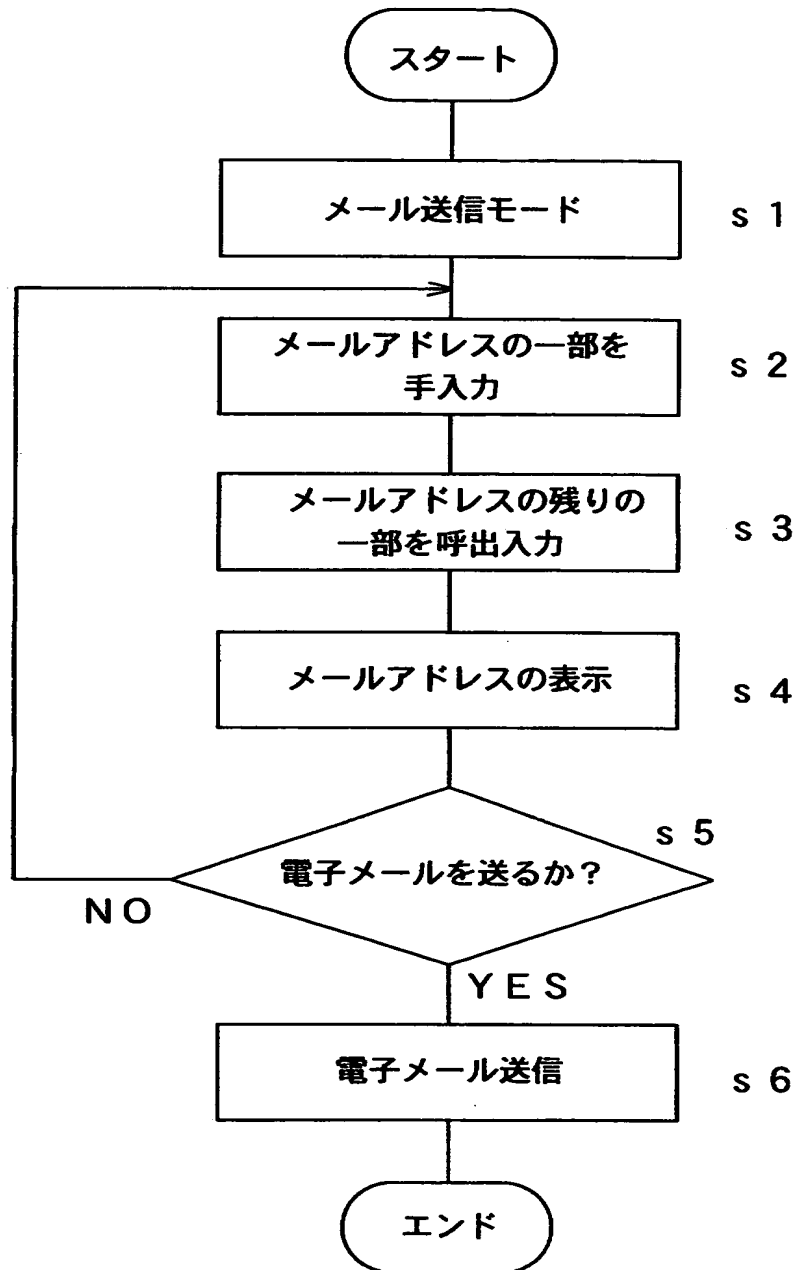 スタート
メール送信モード
s 1
メールアドレスの一部を
手入力
s 2
メールアドレスの残りの
一部を呼出入力
s 3
メールアドレスの表示
s 4
s 5
電子メールを送るか？
NO
YES
電子メール送信
s 6
エンド